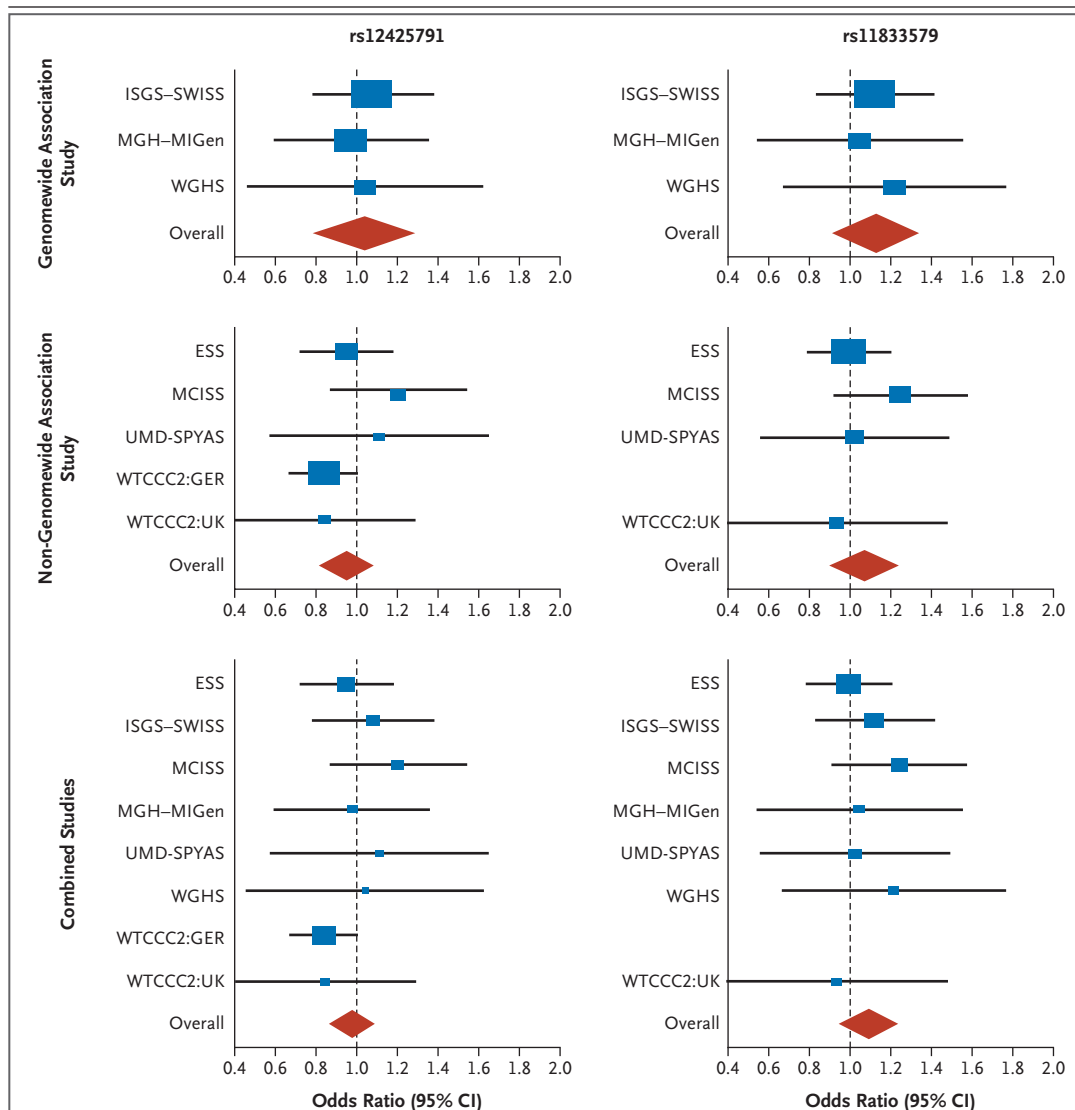 rs12425791
rs11833579
Genomewide Association
Study
ISGS–SWISS
MGH–MIGen
WGHS
Overall
0.4 0.6 0.8 1.0 1.2 1.4 1.6 1.8 2.0
ISGS–SWISS
MGH–MIGen
WGHS
Overall
0.4 0.6 0.8 1.0 1.2 1.4 1.6 1.8 2.0
Non-Genomewide Association
Study
ESS
MCISS
UMD-SPYAS
WTCCC2:GER
WTCCC2:UK
Overall
0.4 0.6 0.8 1.0 1.2 1.4 1.6 1.8 2.0
ESS
MCISS
UMD-SPYAS
WTCCC2:UK
Overall
0.4 0.6 0.8 1.0 1.2 1.4 1.6 1.8 2.0
Combined Studies
ESS
ISGS–SWISS
MCISS
MGH–MIGen
UMD-SPYAS
WGHS
WTCCC2:GER
WTCCC2:UK
Overall
0.4 0.6 0.8 1.0 1.2 1.4 1.6 1.8 2.0
Odds Ratio (95% CI)
ESS
ISGS–SWISS
MCISS
MGH–MIGen
UMD-SPYAS
WGHS
WTCCC2:UK
Overall
0.4 0.6 0.8 1.0 1.2 1.4 1.6 1.8 2.0
Odds Ratio (95% CI)